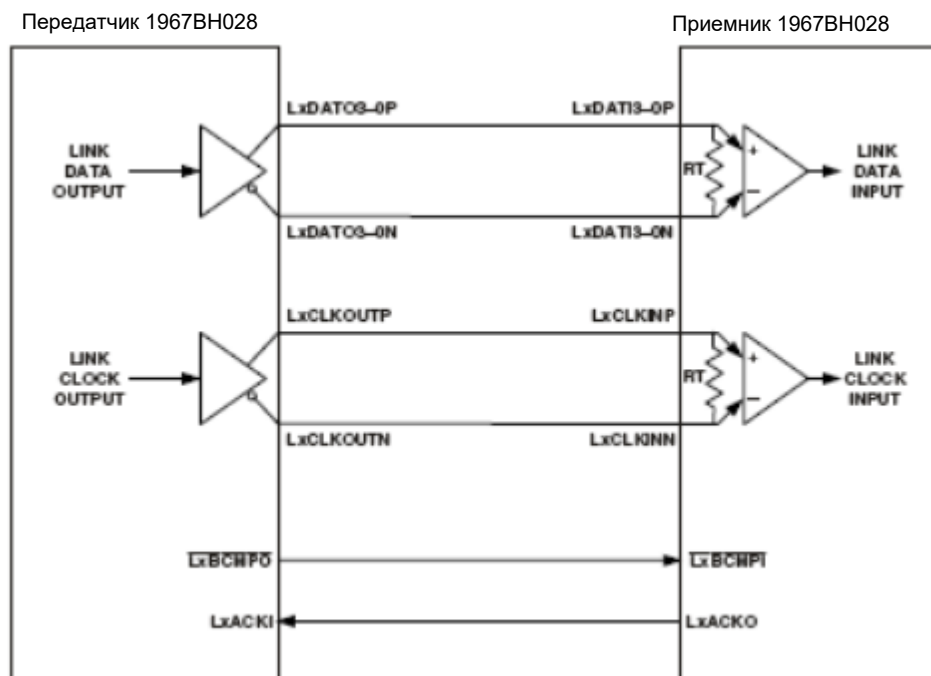 Передатчик 1967ВН028
Приемник 1967ВН028
LxDATO3–0P
LxDATI3–0P
LINK
DATA
OUTPUT
RT
+
–
LINK
DATA
INPUT
LxDATO3–0N
LxDATI3–0N
LxCLKOUTP
LxCLKINP
LINK
CLOCK
OUTPUT
RT
+
–
LINK
CLOCK
INPUT
LxCLKOUTN
LxCLKINN
LxBCMPO
LxBCMPI
LxACKI
LxACKO